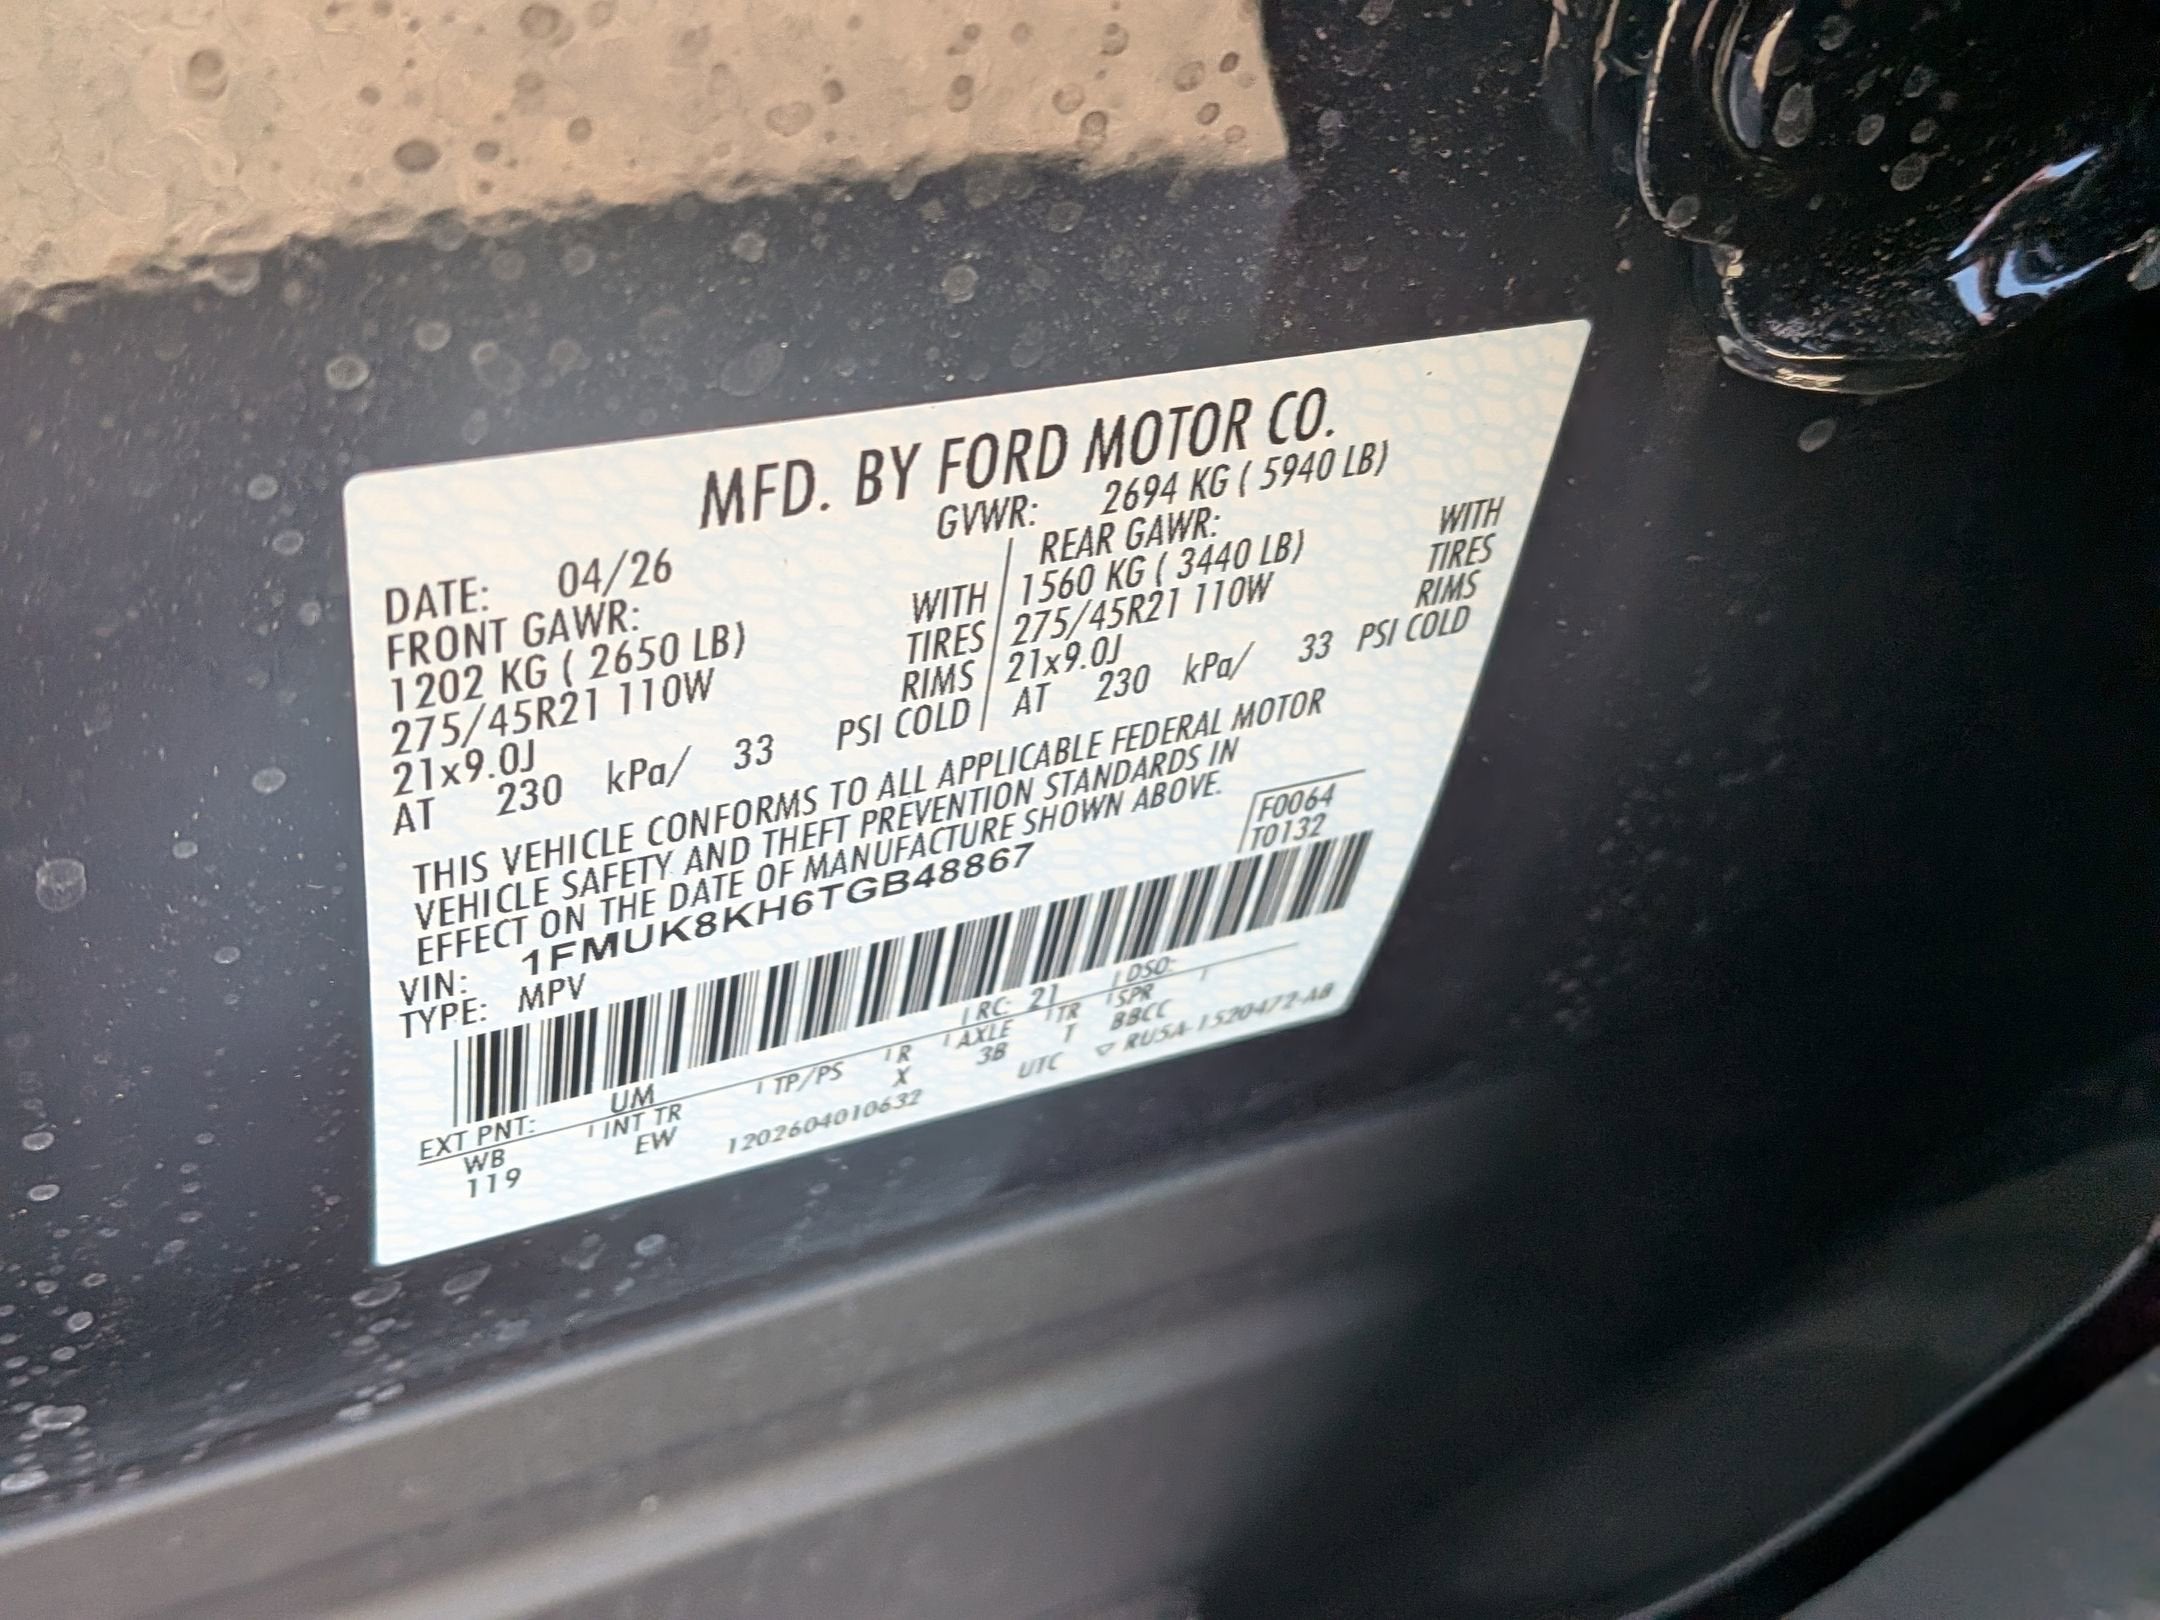 MFD. BY FORD MOTOR CO.
DATE: 04/26 GVWR: 2694 KG ( 5940 LB)
FRONT GAWR: REAR GAWR:
1202 KG ( 2650 LB) WITH 1560 KG ( 3440 LB) WITH
275/45R21 110W TIRES 275/45R21 110W TIRES
21x9.0J RIMS 21x9.0J RIMS
AT 230 kPa/ 33 PSI COLD AT 230 kPa/ 33 PSI COLD
THIS VEHICLE CONFORMS TO ALL APPLICABLE FEDERAL MOTOR
VEHICLE SAFETY AND THEFT PREVENTION STANDARDS IN
EFFECT ON THE DATE OF MANUFACTURE SHOWN ABOVE.
F0064
T0132
VIN: 1FMUK8KH6TGB48867
TYPE: MPV
EXT PNT: UM RC: 21 DSO:
WB INT TR TP/PS R AXLE TR SPR
119 EW X 3B T BBCC
1202604010632 UTC ▽ RU5A-1520472-AB